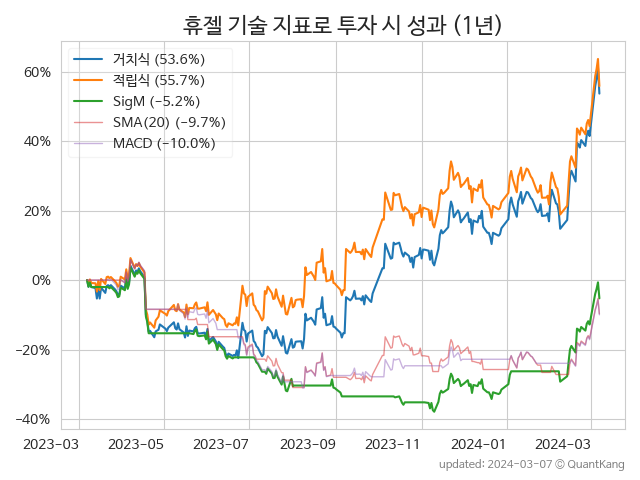 휴젤 기술 지표로 투자 시 성과 (1년)
거치식 (53.6%)
적립식 (55.7%)
SigM (−5.2%)
SMA(20) (−9.7%)
MACD (−10.0%)
60%
40%
20%
0%
−20%
−40%
2023-03 2023-05 2023-07 2023-09 2023-11 2024-01 2024-03
updated: 2024-03-07 © QuantKang